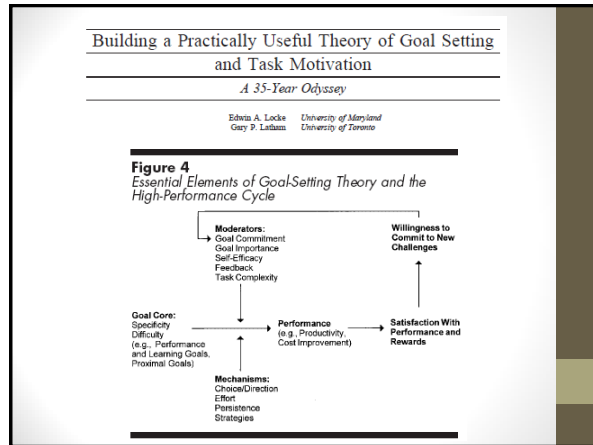 Building a Practically Useful Theory of Goal Setting
and Task Motivation
A 35-Year Odyssey
Edwin A. Locke University of Maryland
Gary P. Latham University of Toronto
Figure 4
Essential Elements of Goal-Setting Theory and the
High-Performance Cycle
Moderators:
Goal Commitment
Goal Importance
Self-Efficacy
Feedback
Task Complexity
Willingness to
Commit to New
Challenges
Goal Core:
Specificity
Difficulty
(e.g., Performance
and Learning Goals,
Proximal Goals)
Performance
(e.g., Productivity,
Cost Improvement)
Satisfaction With
Performance and
Rewards
Mechanisms:
Choice/Direction
Effort
Persistence
Strategies